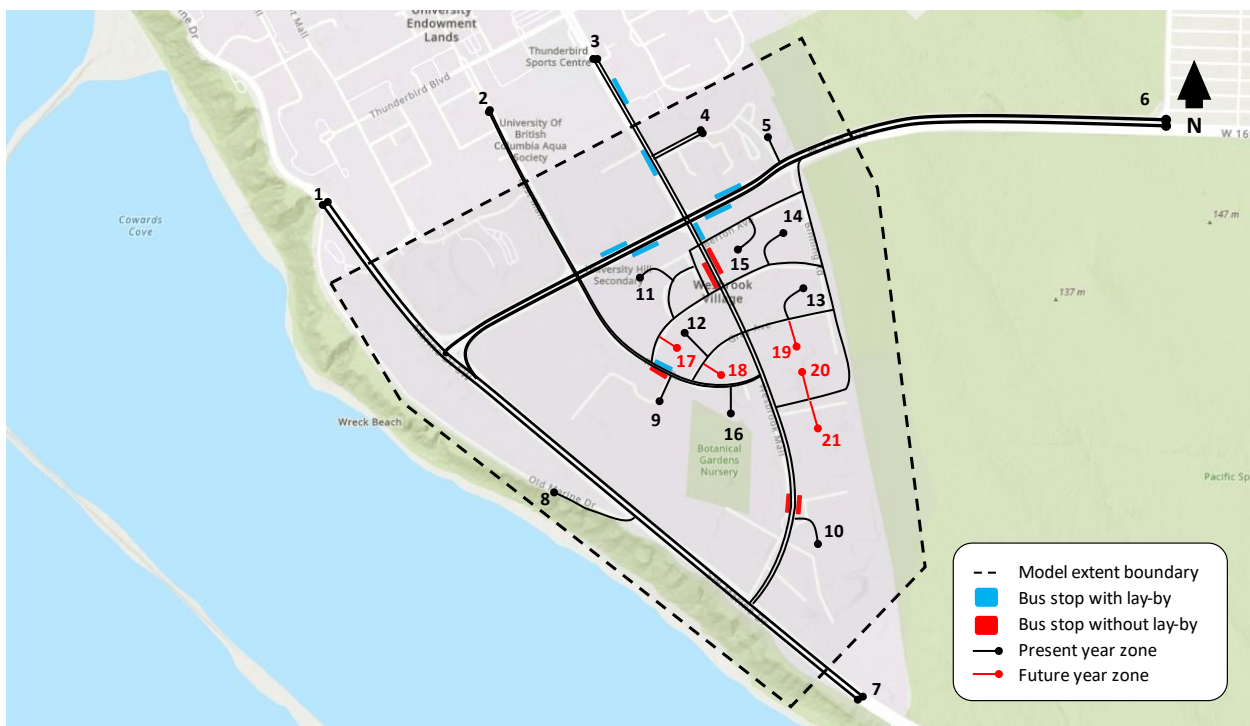 University
Endowment
Lands
Thunderbird
Sports Centre
3
Thunderbird Blvd
2
4
5
6
N
W 16
University Of
British
Columbia Aqua
Society
1
Cowards
Cove
14
147 m
15
University Hill
Secondary
11
Wesbrook
Village
13
137 m
12
17
19
20
18
Wreck Beach
9
16
21
Wesbrook Mall
Botanical
Gardens
Nursery
Pacific Sp
Old Marine Dr
8
10
7
Model extent boundary
Bus stop with lay-by
Bus stop without lay-by
Present year zone
Future year zone